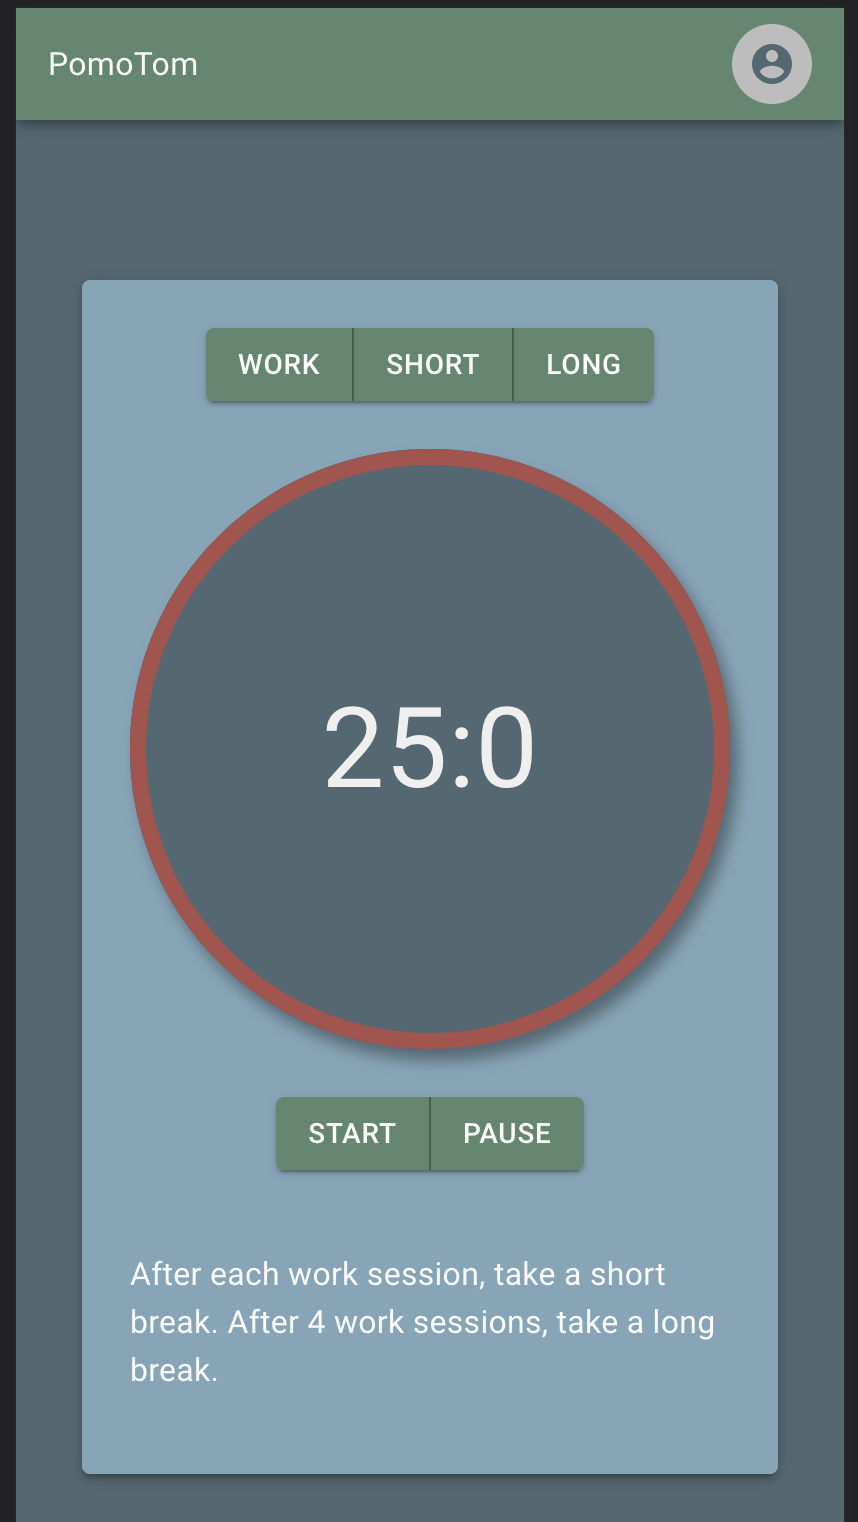 PomoTom
WORK SHORT LONG
25:0
START PAUSE
After each work session, take a short
break. After 4 work sessions, take a long
break.